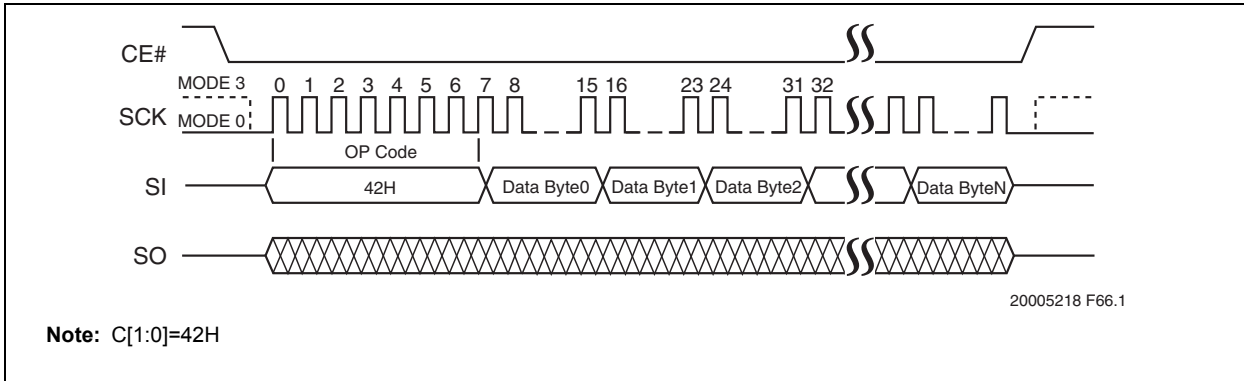 CE#
MODE 3
0 1 2 3 4 5 6 7 8 15 16 23 24 31 32
SCK
MODE 0
OP Code
SI
42H
Data Byte0
Data Byte1
Data Byte2
Data ByteN
SO
20005218 F66.1
Note: C[1:0]=42H